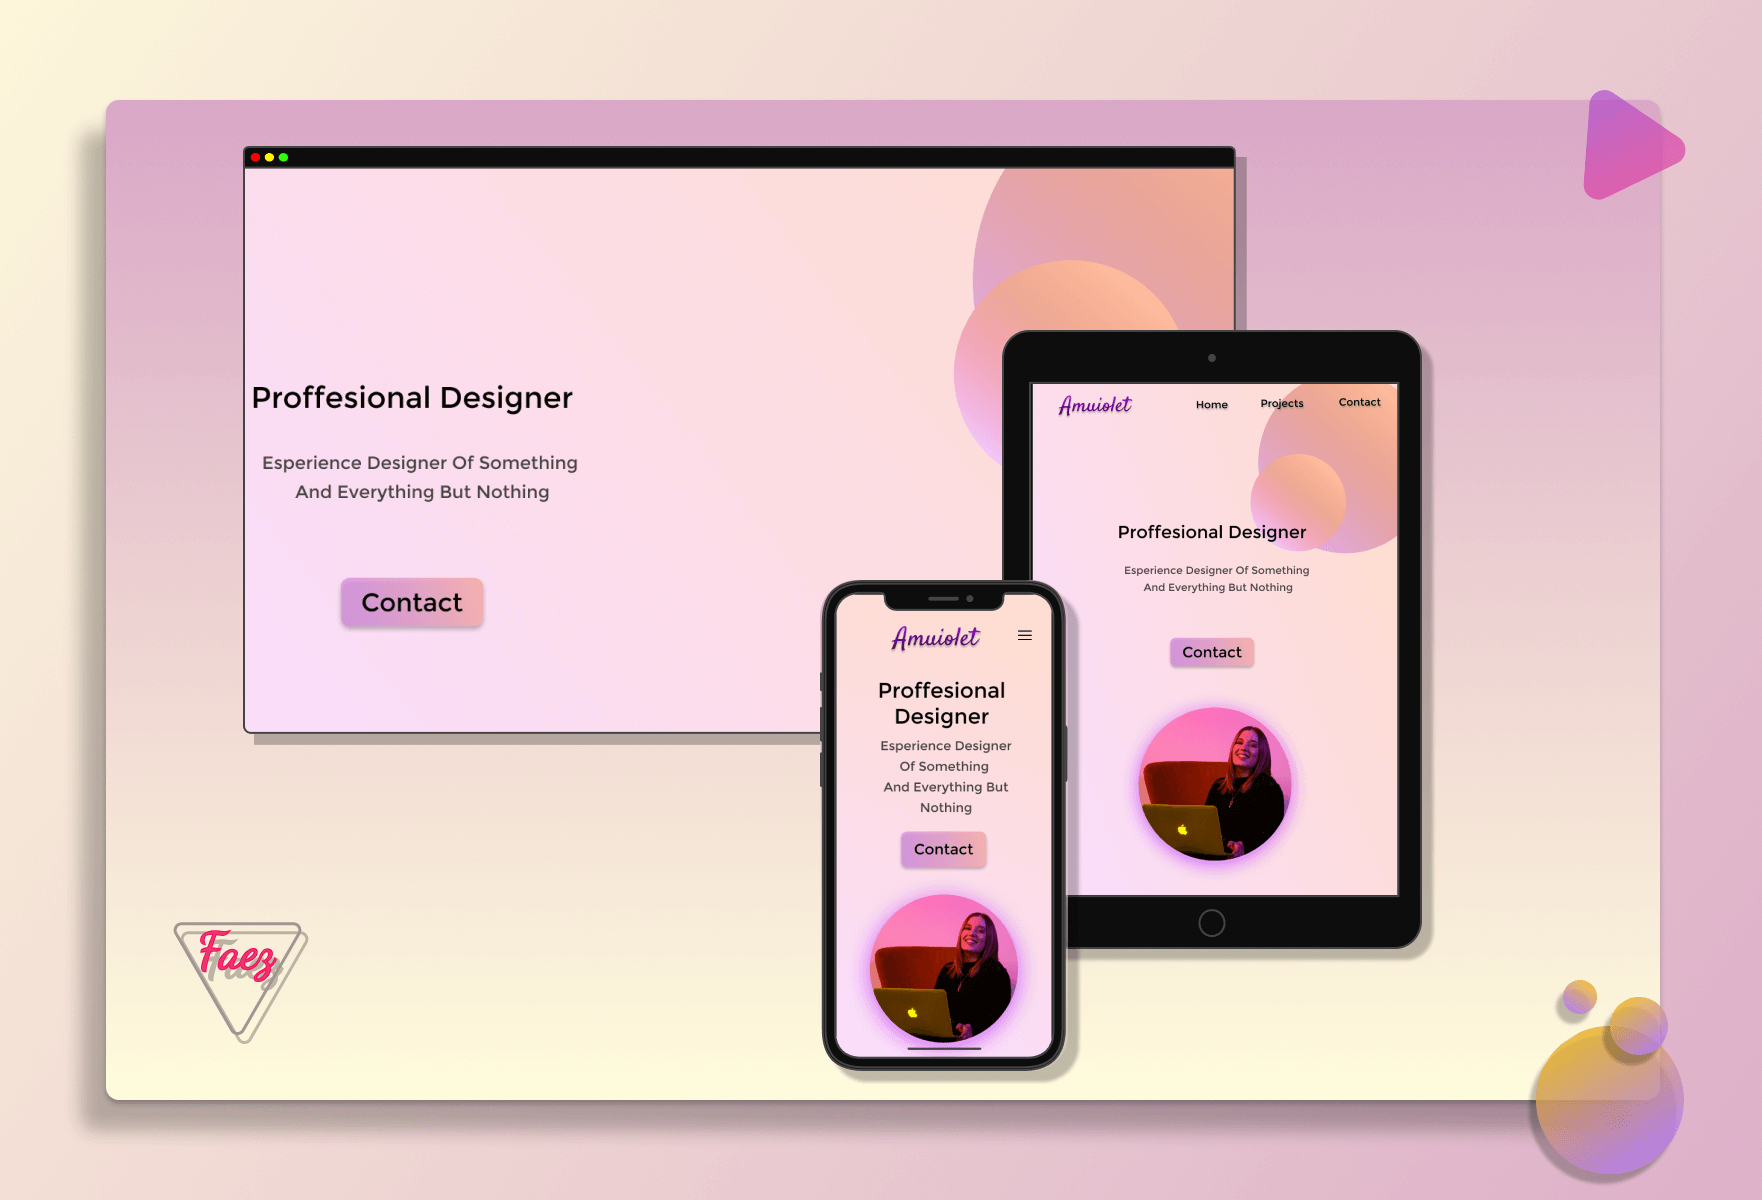 Proffesional Designer
Esperience Designer Of Something
And Everything But Nothing
Contact
Amuiolet
Home
Projects
Contact
Proffesional Designer
Esperience Designer Of Something
And Everything But Nothing
Contact
Amuiolet
Proffesional
Designer
Esperience Designer
Of Something
And Everything But
Nothing
Contact
Faez